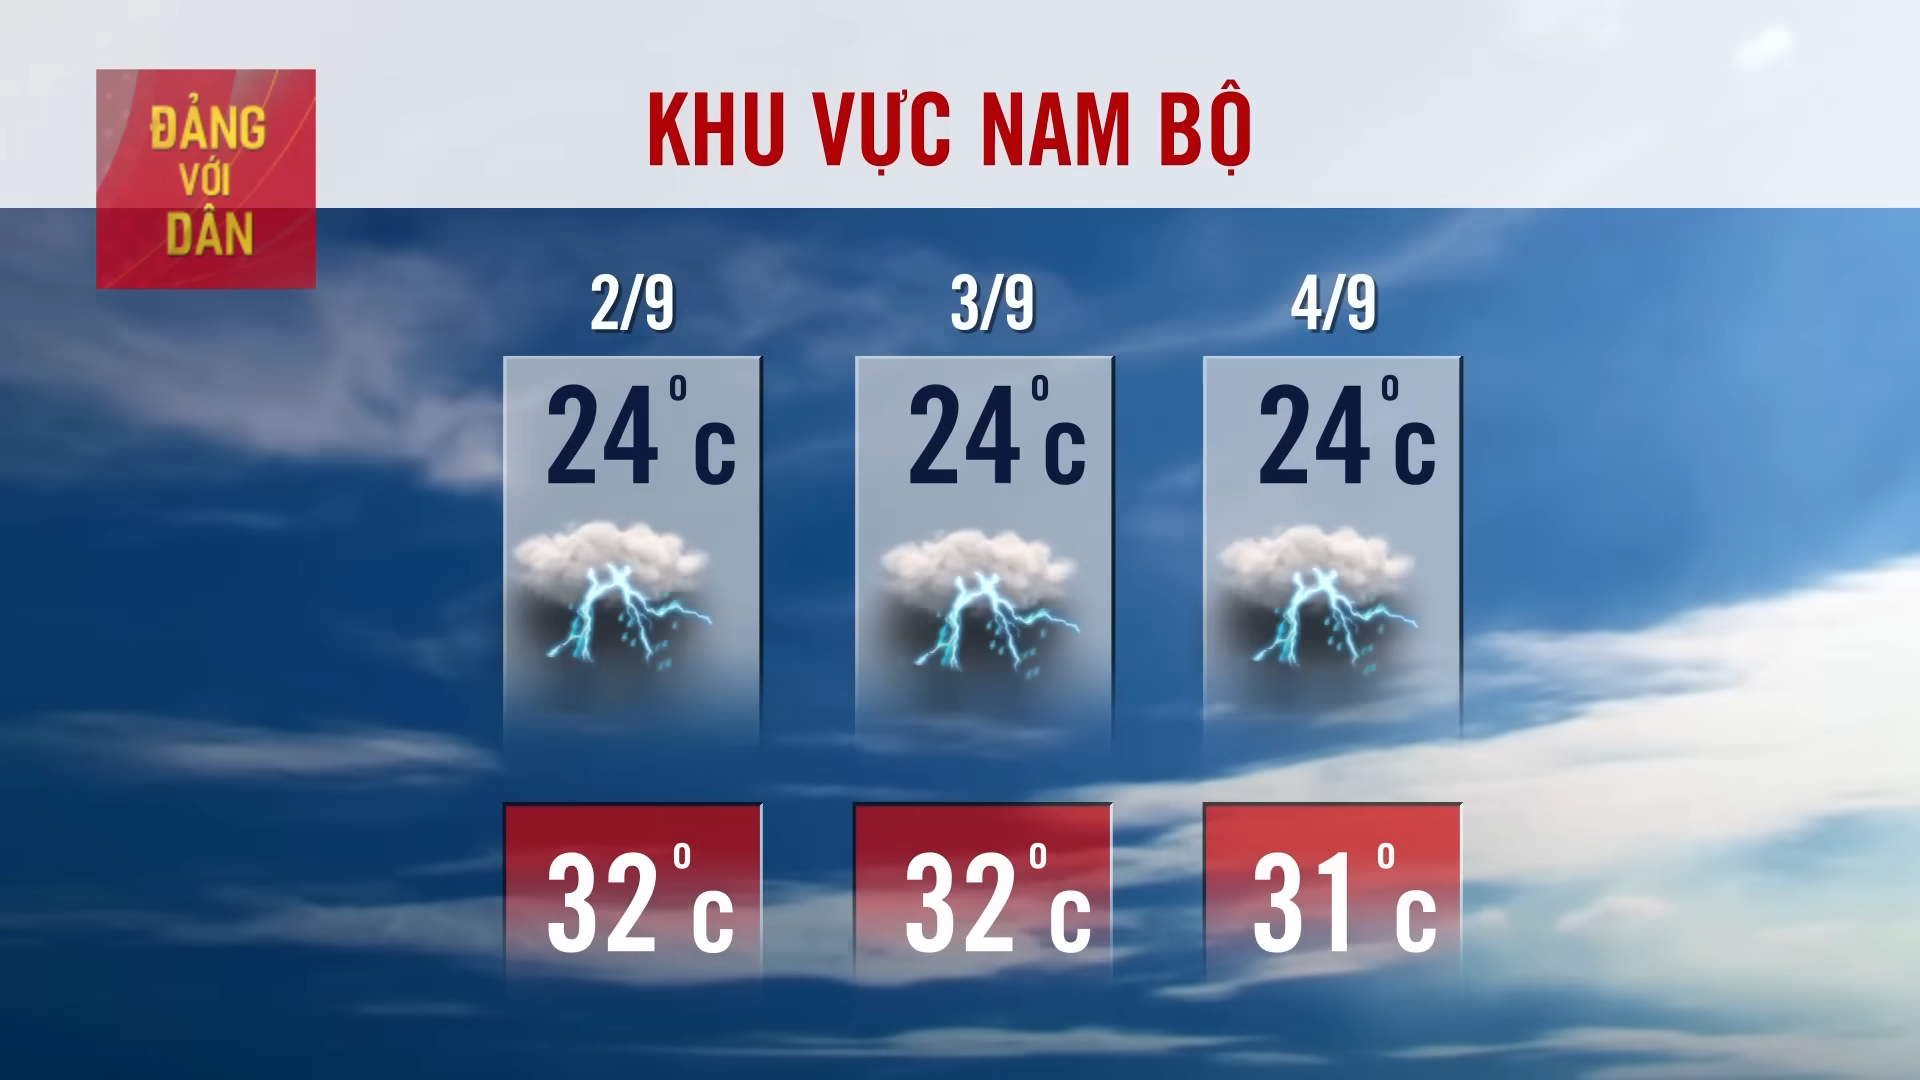 ĐẢNG
VỚI
DÂN
KHU VỰC NAM BỘ
2/9 3/9 4/9
24°C 24°C 24°C
32°C 32°C 31°C